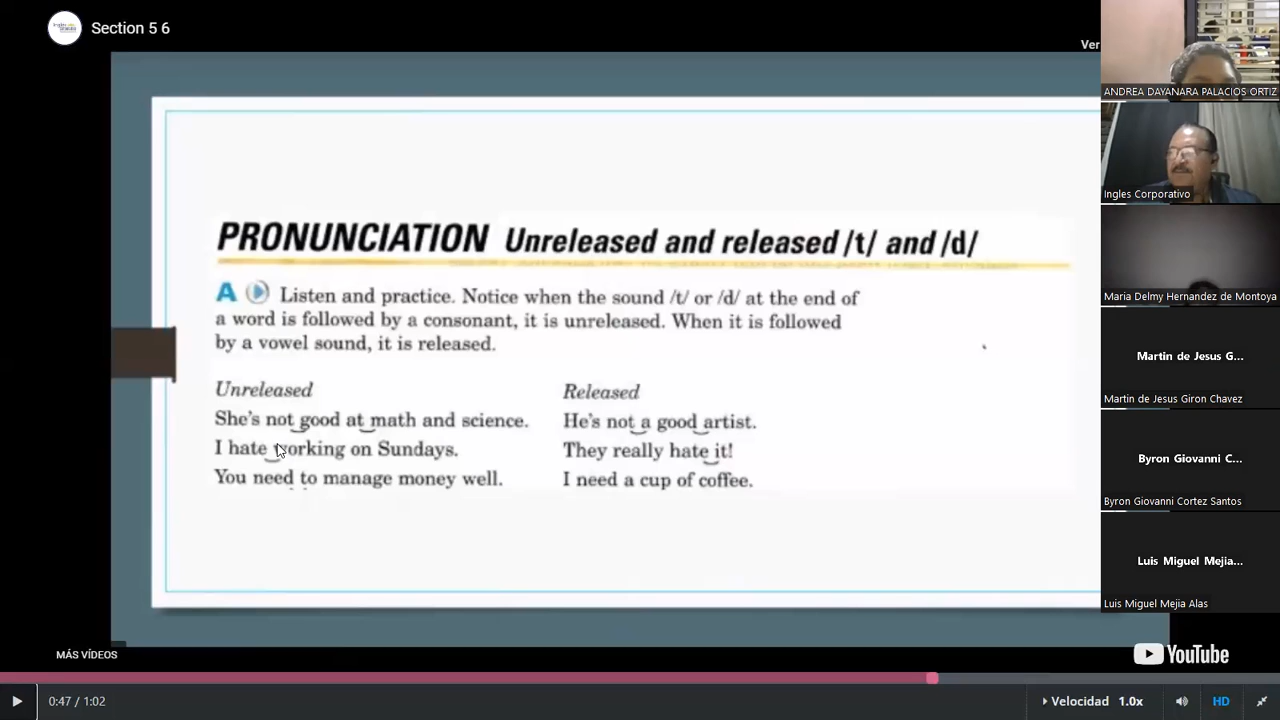 Section 5 6
Ver
PRONUNCIATION Unreleased and released /t/ and /d/
A Listen and practice. Notice when the sound /t/ or /d/ at the end of
a word is followed by a consonant, it is unreleased. When it is followed
by a vowel sound, it is released.
Unreleased
She's not good at math and science.
I hate working on Sundays.
You need to manage money well.
Released
He's not a good artist.
They really hate it!
I need a cup of coffee.
MÁS VÍDEOS
YouTube
0:47 / 1:02
Velocidad 1.0x
HD
ANDREA DAYANARA PALACIOS ORTIZ
Ingles Corporativo
Maria Delmy Hernandez de Montoya
Martin de Jesus G...
Martin de Jesus Giron Chavez
Byron Giovanni C...
Byron Giovanni Cortez Santos
Luis Miguel Mejia...
Luis Miguel Mejia Alas